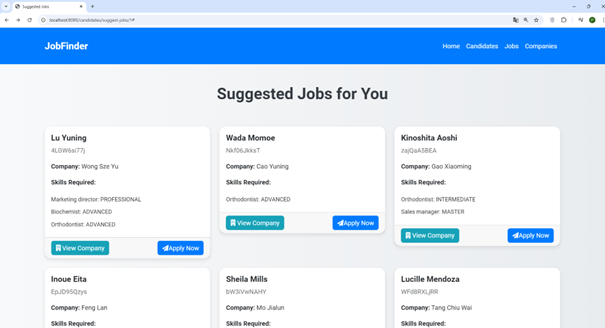 Suggested Jobs
localhost:8080/candidates/suggest-jobs/1#
JobFinder
Home Candidates Jobs Companies
Suggested Jobs for You
Lu Yuning
4LGW6ai77j
Company: Wong Sze Yu
Skills Required:
Marketing director: PROFESSIONAL
Biochemist: ADVANCED
Orthodontist: ADVANCED
View Company Apply Now
Wada Momoe
Nkf06JkksT
Company: Cao Yuning
Skills Required:
Orthodontist: ADVANCED
View Company Apply Now
Kinoshita Aoshi
zajQaA5BEA
Company: Gao Xiaoming
Skills Required:
Orthodontist: INTERMEDIATE
Sales manager: MASTER
View Company Apply Now
Inoue Eita
EpJD95Qzys
Company: Feng Lan
Skills Required:
Sheila Mills
bW3iVwNAHY
Company: Mo Jialun
Skills Required:
Lucille Mendoza
WFd8RXLjRR
Company: Tang Chiu Wai
Skills Required: